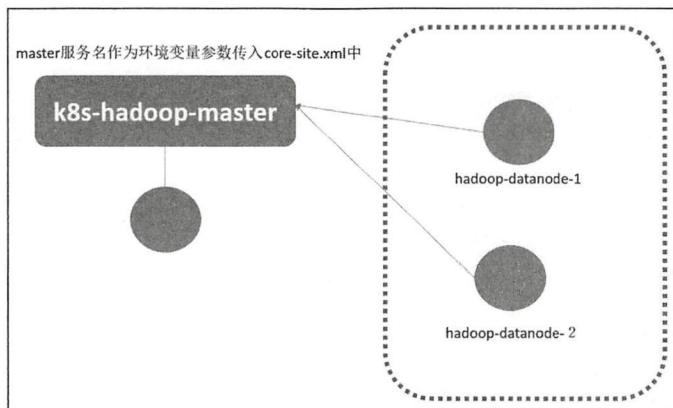 master服务名作为环境变量参数传入core-site.xml中
k8s-hadoop-master
hadoop-datanode-1
hadoop-datanode- 2